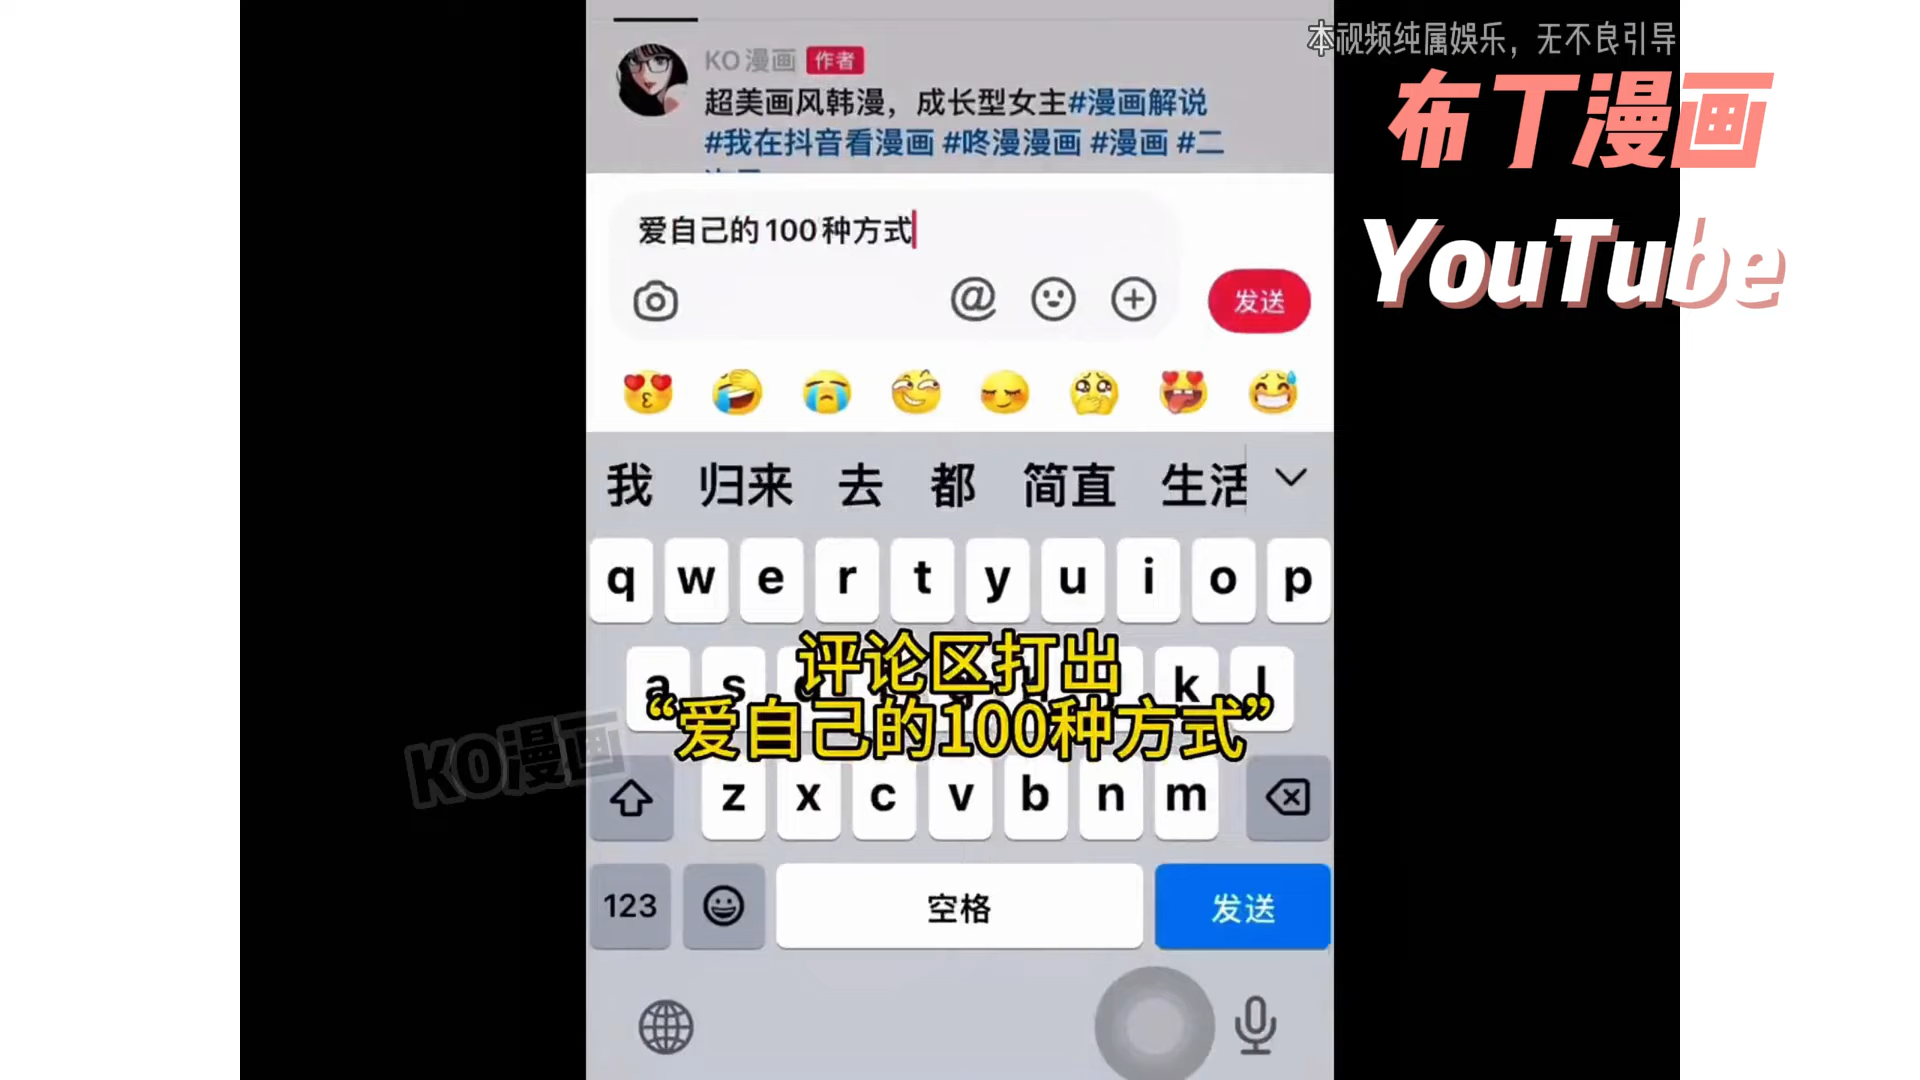 本视频纯属娱乐，无不良引导
布丁漫画
YouTube
KO漫画 作者
超美画风韩漫，成长型女主#漫画解说
#我在抖音看漫画 #咚漫漫画 #漫画 #二
爱自己的100种方式
@
发送
我 归来 去 都 简直 生活
q w e r t y u i o p
a s k l
评论区打出
“爱自己的100种方式”
KO漫画
z x c v b n m
123 空格 发送